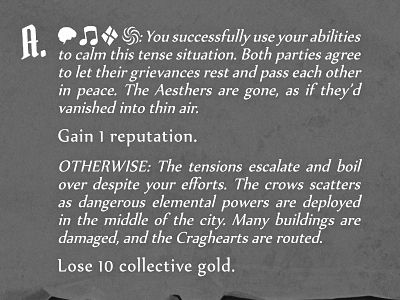 A. : You successfully use your abilities
to calm this tense situation. Both parties agree
to let their grievances rest and pass each other
in peace. The Aesthers are gone, as if they'd
vanished into thin air.
Gain 1 reputation.
OTHERWISE: The tensions escalate and boil
over despite your efforts. The crows scatters
as dangerous elemental powers are deployed
in the middle of the city. Many buildings are
damaged, and the Craghearts are routed.
Lose 10 collective gold.